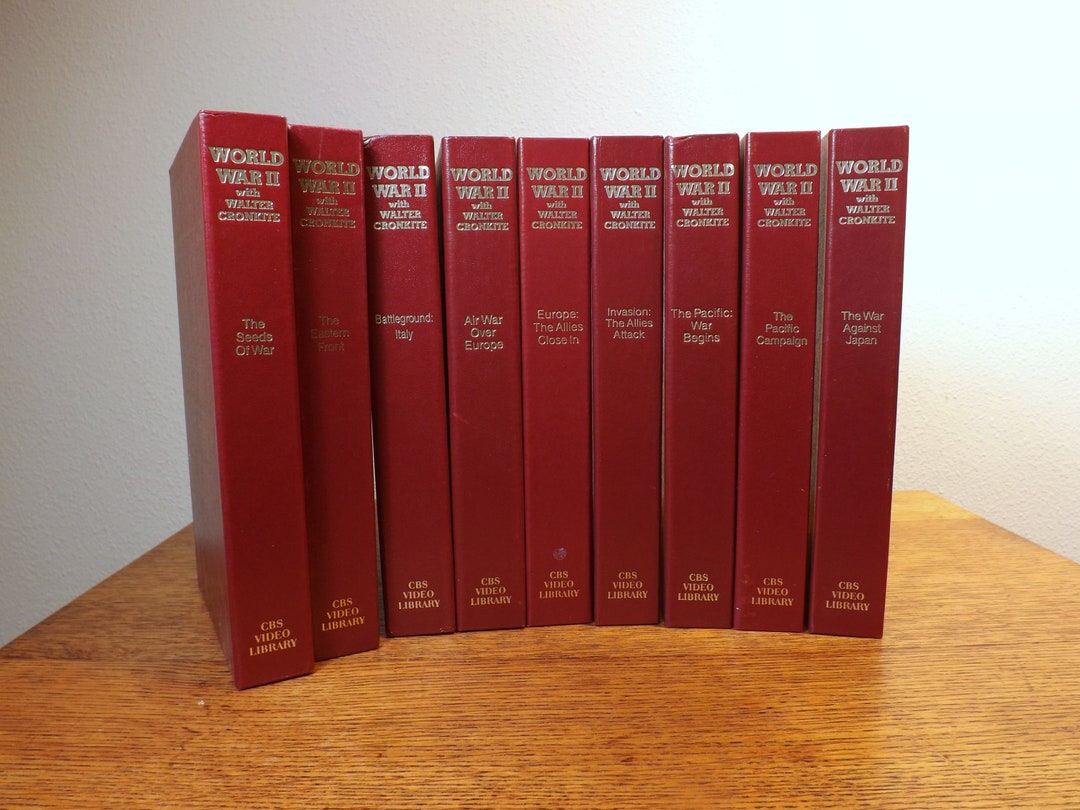 WORLD
WAR II
with
WALTER
CRONKITE
The
Seeds
Of War
CBS
VIDEO
LIBRARY
WORLD
WAR II
with
WALTER
CRONKITE
The
Eastern
Front
CBS
VIDEO
LIBRARY
WORLD
WAR II
with
WALTER
CRONKITE
Battleground:
Italy
CBS
VIDEO
LIBRARY
WORLD
WAR II
with
WALTER
CRONKITE
Air War
Over
Europe
CBS
VIDEO
LIBRARY
WORLD
WAR II
with
WALTER
CRONKITE
Europe:
The Allies
Close In
CBS
VIDEO
LIBRARY
WORLD
WAR II
with
WALTER
CRONKITE
Invasion:
The Allies
Attack
CBS
VIDEO
LIBRARY
WORLD
WAR II
with
WALTER
CRONKITE
The Pacific:
War
Begins
CBS
VIDEO
LIBRARY
WORLD
WAR II
with
WALTER
CRONKITE
The
Pacific
Campaign
CBS
VIDEO
LIBRARY
WORLD
WAR II
with
WALTER
CRONKITE
The War
Against
Japan
CBS
VIDEO
LIBRARY